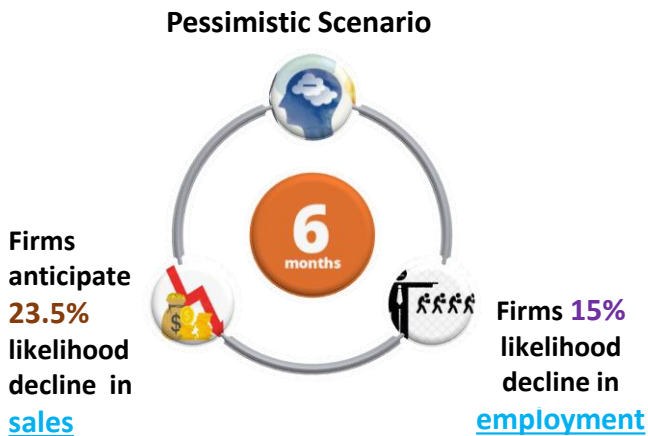 Pessimistic Scenario
6
months
Firms
anticipate
23.5%
likelihood
decline in
sales
Firms 15%
likelihood
decline in
employment
$